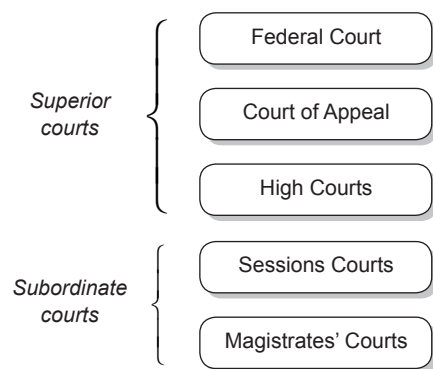 Federal Court
Superior
courts
Court of Appeal
High Courts
Subordinate
courts
Sessions Courts
Magistrates’ Courts